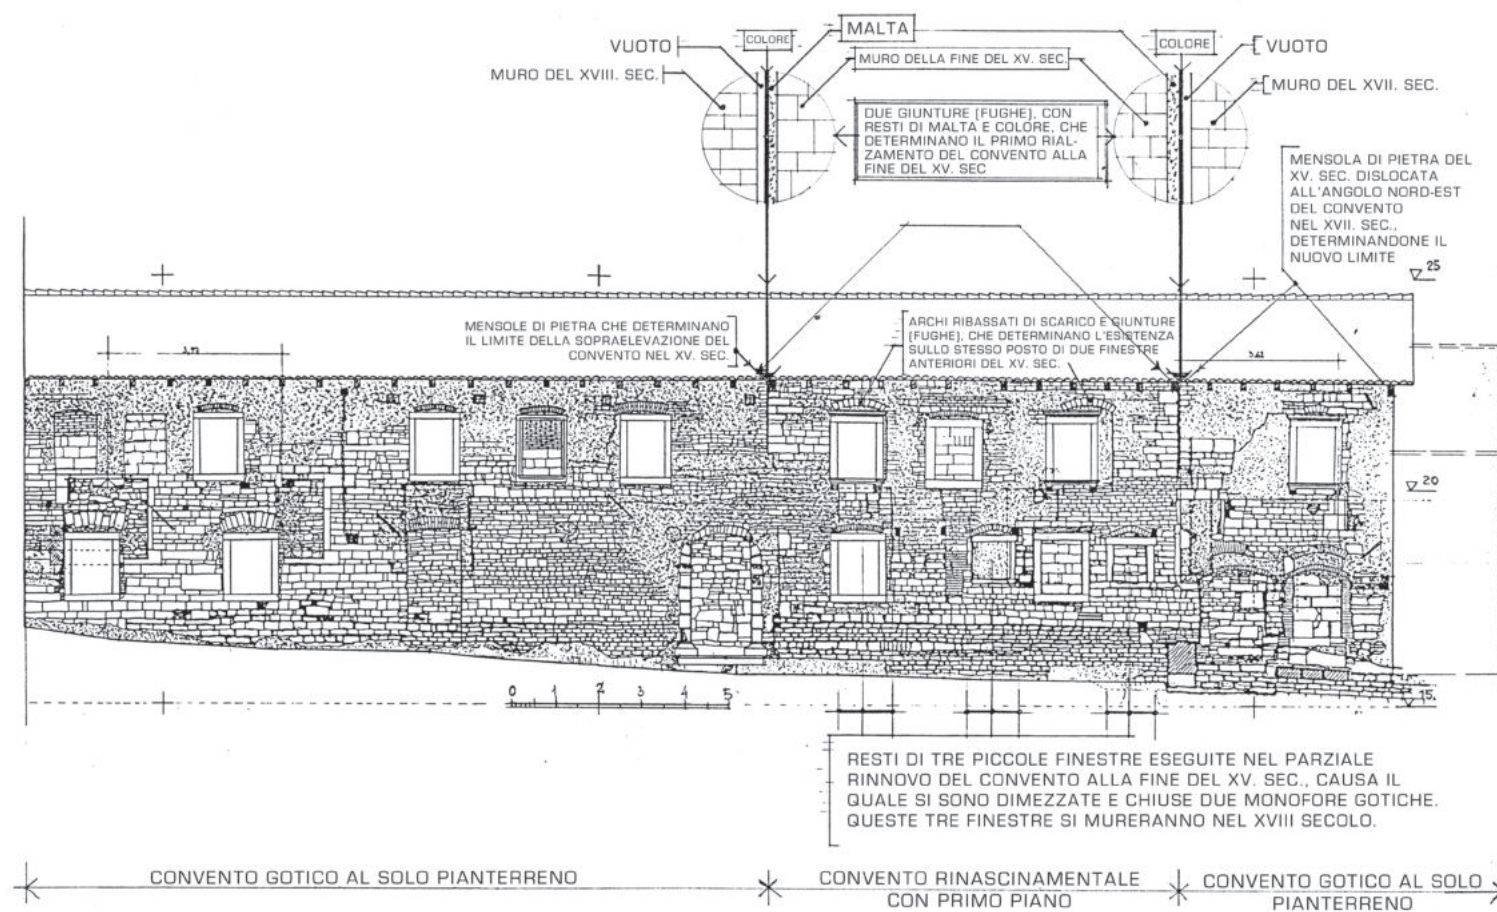 COLORE
MALTA
COLORE
VUOTO
VUOTO
MURO DEL XVIII. SEC.
MURO DELLA FINE DEL XV. SEC.
MURO DEL XVII. SEC.
DUE GIUNTURE (FUGHE), CON
RESTI DI MALTA E COLORE, CHE
DETERMINANO IL PRIMO RIAL-
ZAMENTO DEL CONVENTO ALLA
FINE DEL XV. SEC
MENSOLA DI PIETRA DEL
XV. SEC. DISLOCATA
ALL'ANGOLO NORD-EST
DEL CONVENTO
NEL XVII. SEC.,
DETERMINANDONE IL
NUOVO LIMITE
25
MENSOLE DI PIETRA CHE DETERMINANO
IL LIMITE DELLA SOPRAELEVAZIONE DEL
CONVENTO NEL XV. SEC.
ARCHI RIBASSATI DI SCARICO E GIUNTURE
(FUGHE), CHE DETERMINANO L'ESISTENZA
SULLO STESSO POSTO DI DUE FINESTRE
ANTERIORI DEL XV. SEC.
20
0 1 2 3 4 5
15.
RESTI DI TRE PICCOLE FINESTRE ESEGUITE NEL PARZIALE
RINNOVO DEL CONVENTO ALLA FINE DEL XV. SEC., CAUSA IL
QUALE SI SONO DIMEZZATE E CHIUSE DUE MONOFORE GOTICHE.
QUESTE TRE FINESTRE SI MURERANNO NEL XVIII SECOLO.
CONVENTO GOTICO AL SOLO PIANTERRENO
CONVENTO RINASCINAMENTALE
CON PRIMO PIANO
CONVENTO GOTICO AL SOLO
PIANTERRENO